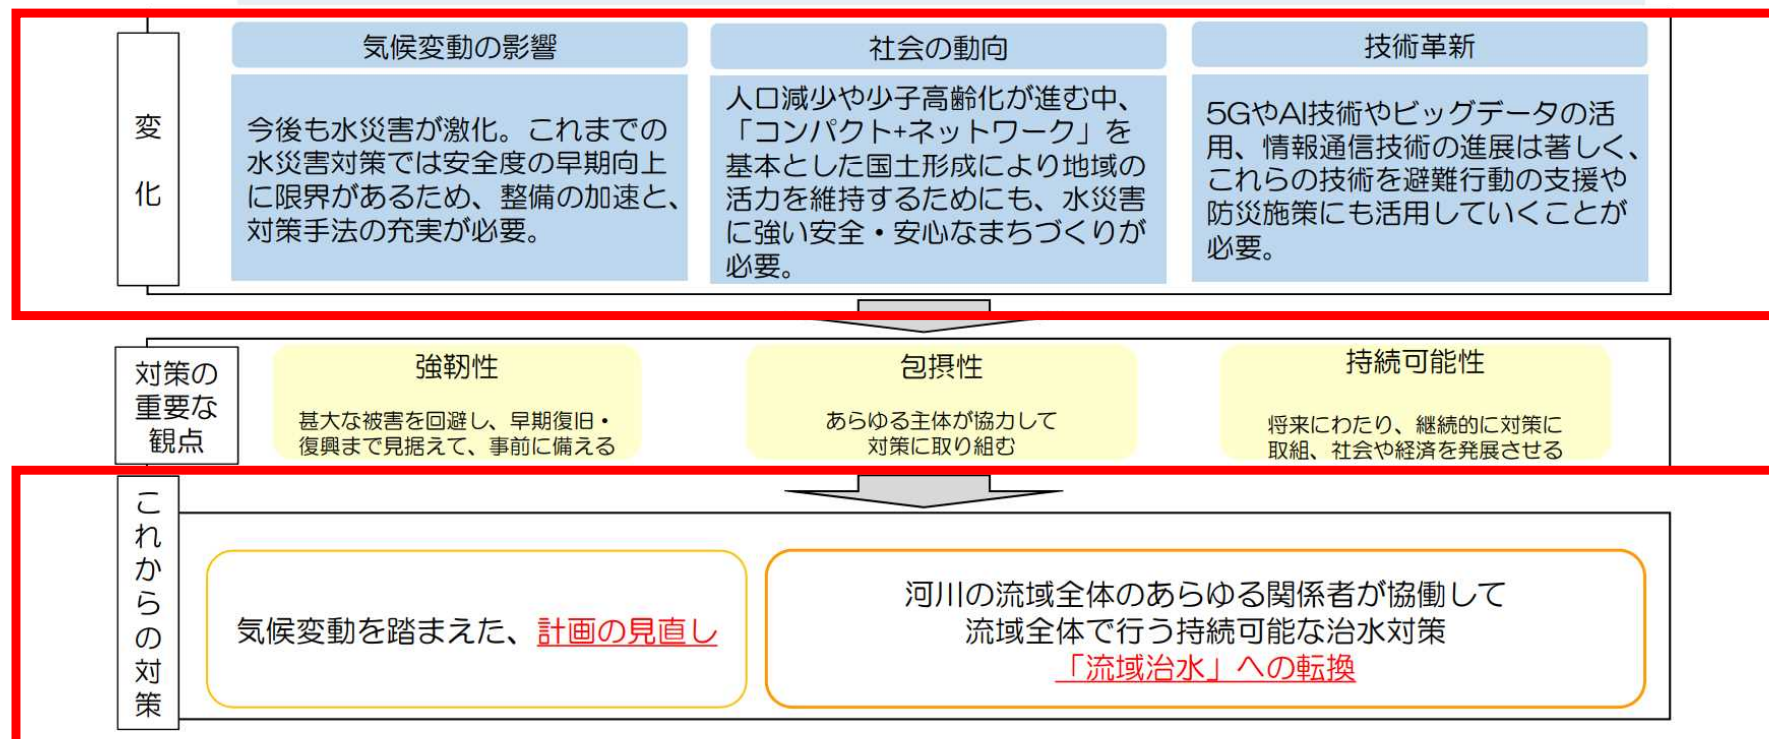 変化
気候変動の影響
今後も水災害が激化。これまでの
水災害対策では安全度の早期向上
に限界があるため、整備の加速と、
対策手法の充実が必要。
社会の動向
人口減少や少子高齢化が進む中、
「コンパクト+ネットワーク」を
基本とした国土形成により地域の
活力を維持するためにも、水災害
に強い安全・安心なまちづくりが
必要。
技術革新
5GやAI技術やビッグデータの活
用、情報通信技術の進展は著しく、
これらの技術を避難行動の支援や
防災施策にも活用していくことが
必要。
対策の
重要な
観点
強靭性
甚大な被害を回避し、早期復旧・
復興まで見据えて、事前に備える
包摂性
あらゆる主体が協力して
対策に取り組む
持続可能性
将来にわたり、継続的に対策に
取組、社会や経済を発展させる
これからの対策
気候変動を踏まえた、計画の見直し
河川の流域全体のあらゆる関係者が協働して
流域全体で行う持続可能な治水対策
「流域治水」への転換